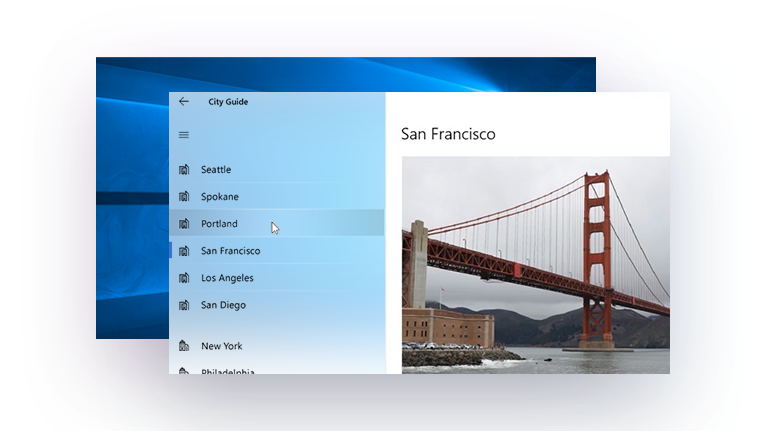 City Guide
San Francisco
Seattle
Spokane
Portland
San Francisco
Los Angeles
San Diego
New York
Philadelphia